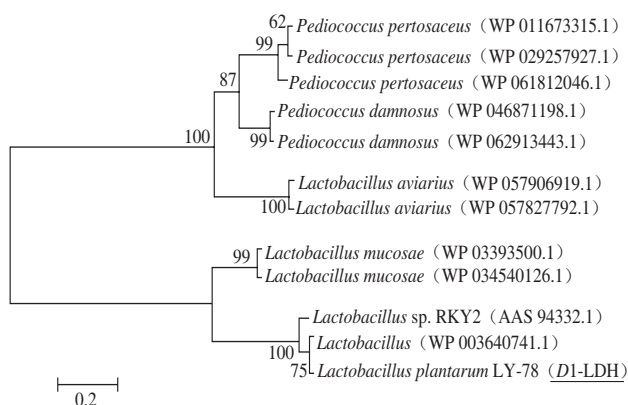 62
Pediococcus pertosaceus（WP 011673315.1）
99
Pediococcus pertosaceus（WP 029257927.1）
87
Pediococcus pertosaceus（WP 061812046.1）
Pediococcus damnosus（WP 046871198.1）
100
99
Pediococcus damnosus（WP 062913443.1）
Lactobacillus aviarius（WP 057906919.1）
100
Lactobacillus aviarius（WP 057827792.1）
99
Lactobacillus mucosae（WP 03393500.1）
Lactobacillus mucosae（WP 034540126.1）
Lactobacillus sp. RKY2（AAS 94332.1）
100
Lactobacillus（WP 003640741.1）
75
Lactobacillus plantarum LY-78（D1-LDH）
0.2